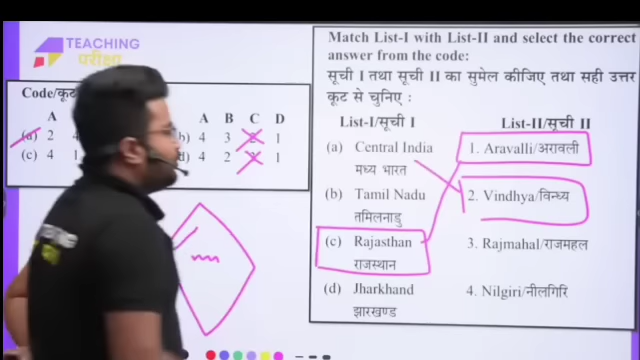 TEACHING
परीक्षा
Code/कूट
A A B C D
(a) 2 4 b) 4 3 1
(c) 4 1 d) 4 2 1
Match List-I with List-II and select the correct
answer from the code:
सूची I तथा सूची II का सुमेल कीजिए तथा सही उत्तर
कूट से चुनिए :
List-I/सूची I List-II/सूची II
(a) Central India 1. Aravalli/अरावली
मध्य भारत
(b) Tamil Nadu 2. Vindhya/विन्ध्य
तमिलनाडु
(c) Rajasthan 3. Rajmahal/राजमहल
राजस्थान
(d) Jharkhand 4. Nilgiri/नीलगिरि
झारखण्ड